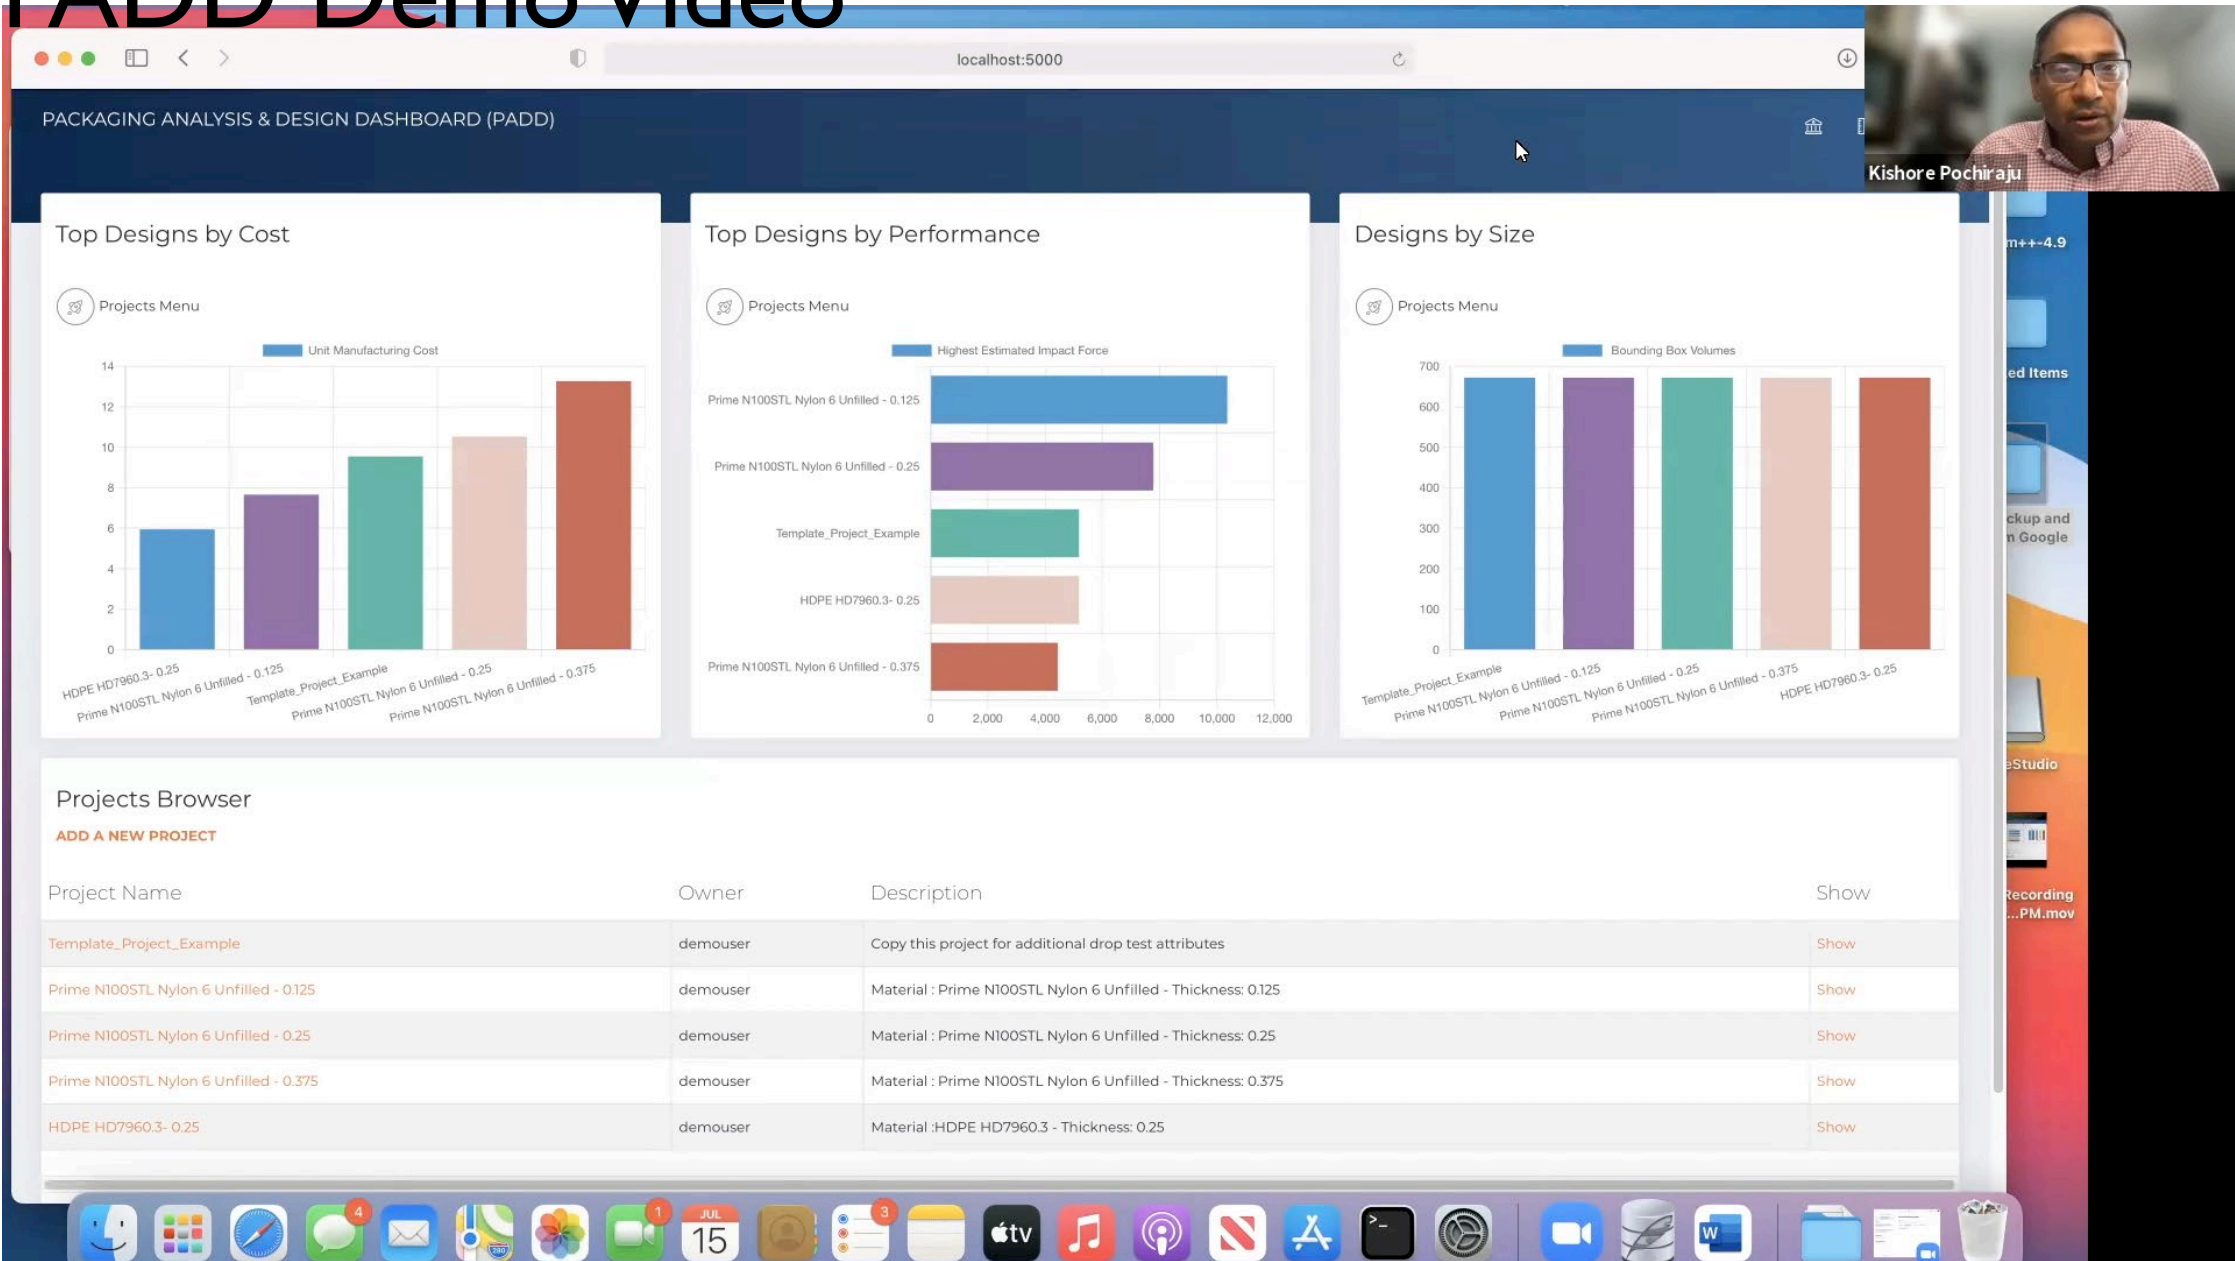 PADD Demo Video
localhost:5000
PACKAGING ANALYSIS & DESIGN DASHBOARD (PADD)
Kishore Pochiraju
Top Designs by Cost
Projects Menu
Unit Manufacturing Cost
14
12
10
8
6
4
2
0
HDPE HD7960.3- 0.25
Prime N100STL Nylon 6 Unfilled - 0.125
Template_Project_Example
Prime N100STL Nylon 6 Unfilled - 0.25
Prime N100STL Nylon 6 Unfilled - 0.375
Top Designs by Performance
Projects Menu
Highest Estimated Impact Force
Prime N100STL Nylon 6 Unfilled - 0.125
Prime N100STL Nylon 6 Unfilled - 0.25
Template_Project_Example
HDPE HD7960.3- 0.25
Prime N100STL Nylon 6 Unfilled - 0.375
0 2,000 4,000 6,000 8,000 10,000 12,000
Designs by Size
Projects Menu
Bounding Box Volumes
700
600
500
400
300
200
100
0
Template_Project_Example
Prime N100STL Nylon 6 Unfilled - 0.125
Prime N100STL Nylon 6 Unfilled - 0.25
Prime N100STL Nylon 6 Unfilled - 0.375
HDPE HD7960.3- 0.25
m++-4.9
ed Items
ckup and
m Google
eStudio
Recording
...PM.mov
Projects Browser
ADD A NEW PROJECT
Project Name Owner Description Show
Template_Project_Example demouser Copy this project for additional drop test attributes Show
Prime N100STL Nylon 6 Unfilled - 0.125 demouser Material : Prime N100STL Nylon 6 Unfilled - Thickness: 0.125 Show
Prime N100STL Nylon 6 Unfilled - 0.25 demouser Material : Prime N100STL Nylon 6 Unfilled - Thickness: 0.25 Show
Prime N100STL Nylon 6 Unfilled - 0.375 demouser Material : Prime N100STL Nylon 6 Unfilled - Thickness: 0.375 Show
HDPE HD7960.3- 0.25 demouser Material :HDPE HD7960.3 - Thickness: 0.25 Show
4
280
1
JUL
15
3
tv
>_
W